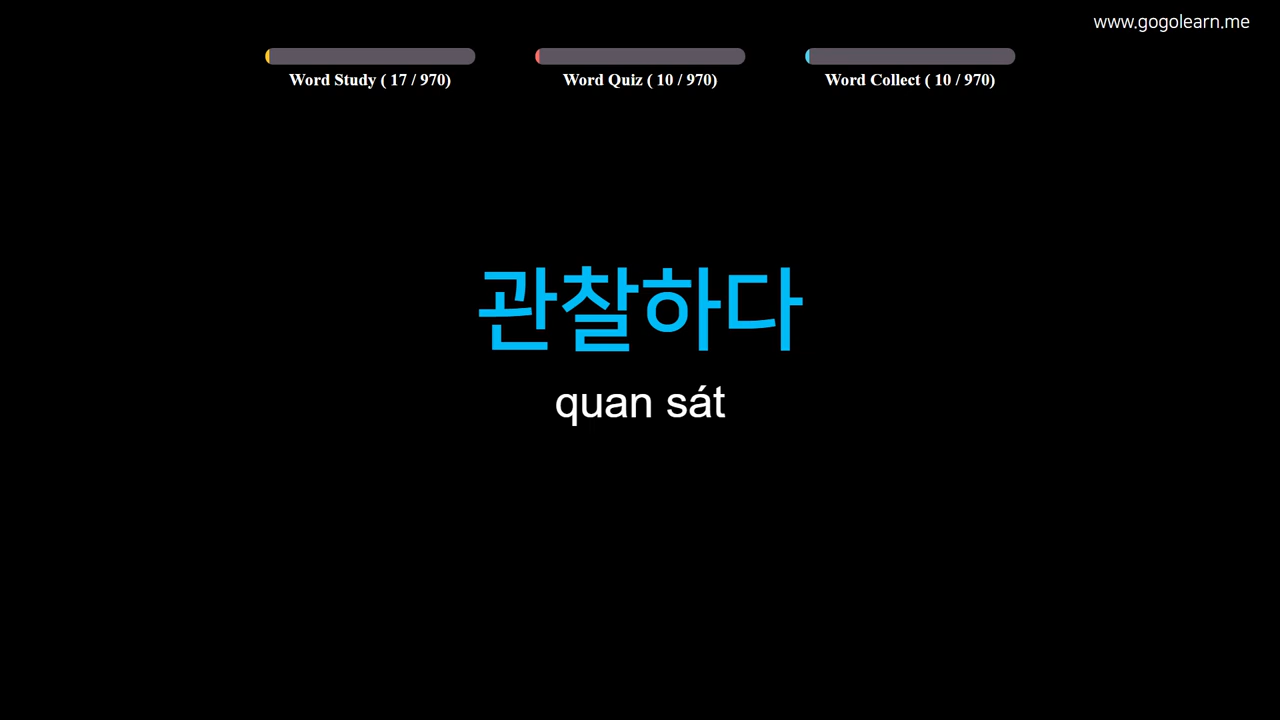 www.gogolearn.me
Word Study ( 17 / 970)
Word Quiz ( 10 / 970)
Word Collect ( 10 / 970)
관찰하다
quan sát